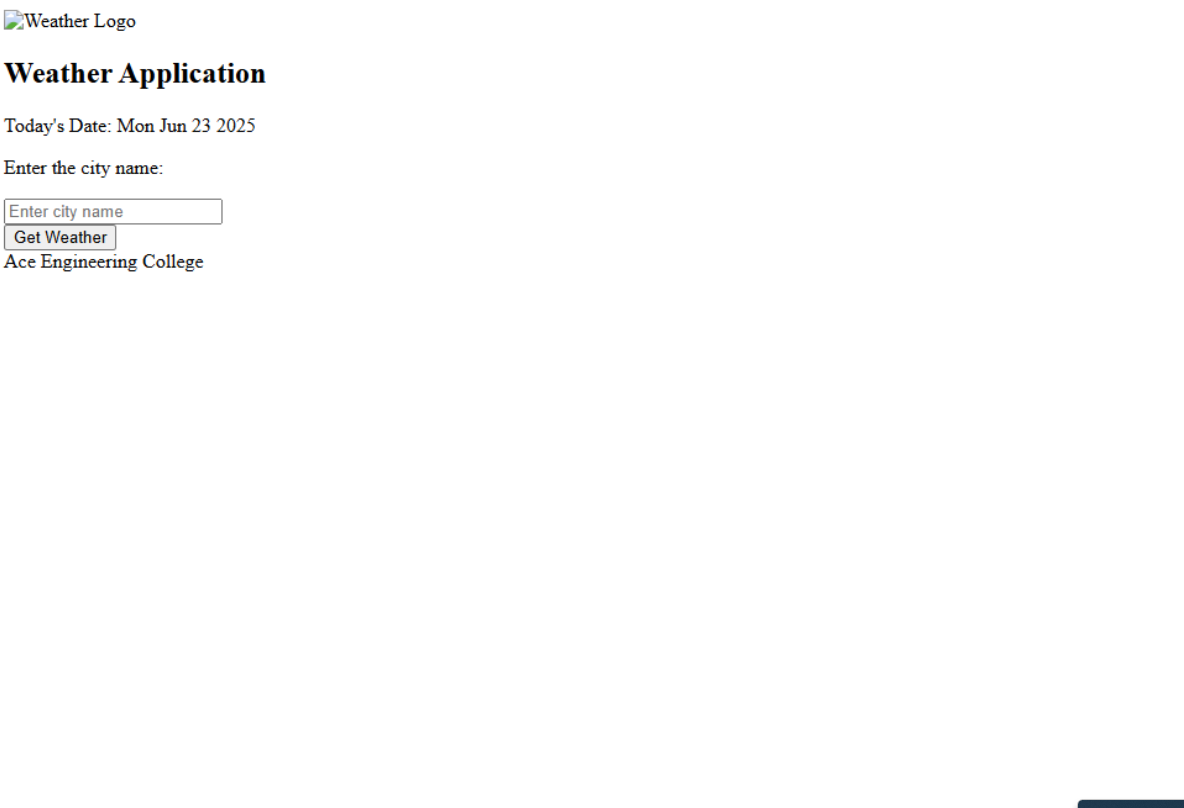 Weather Logo
Weather Application
Today's Date: Mon Jun 23 2025
Enter the city name:
Enter city name
Get Weather
Ace Engineering College